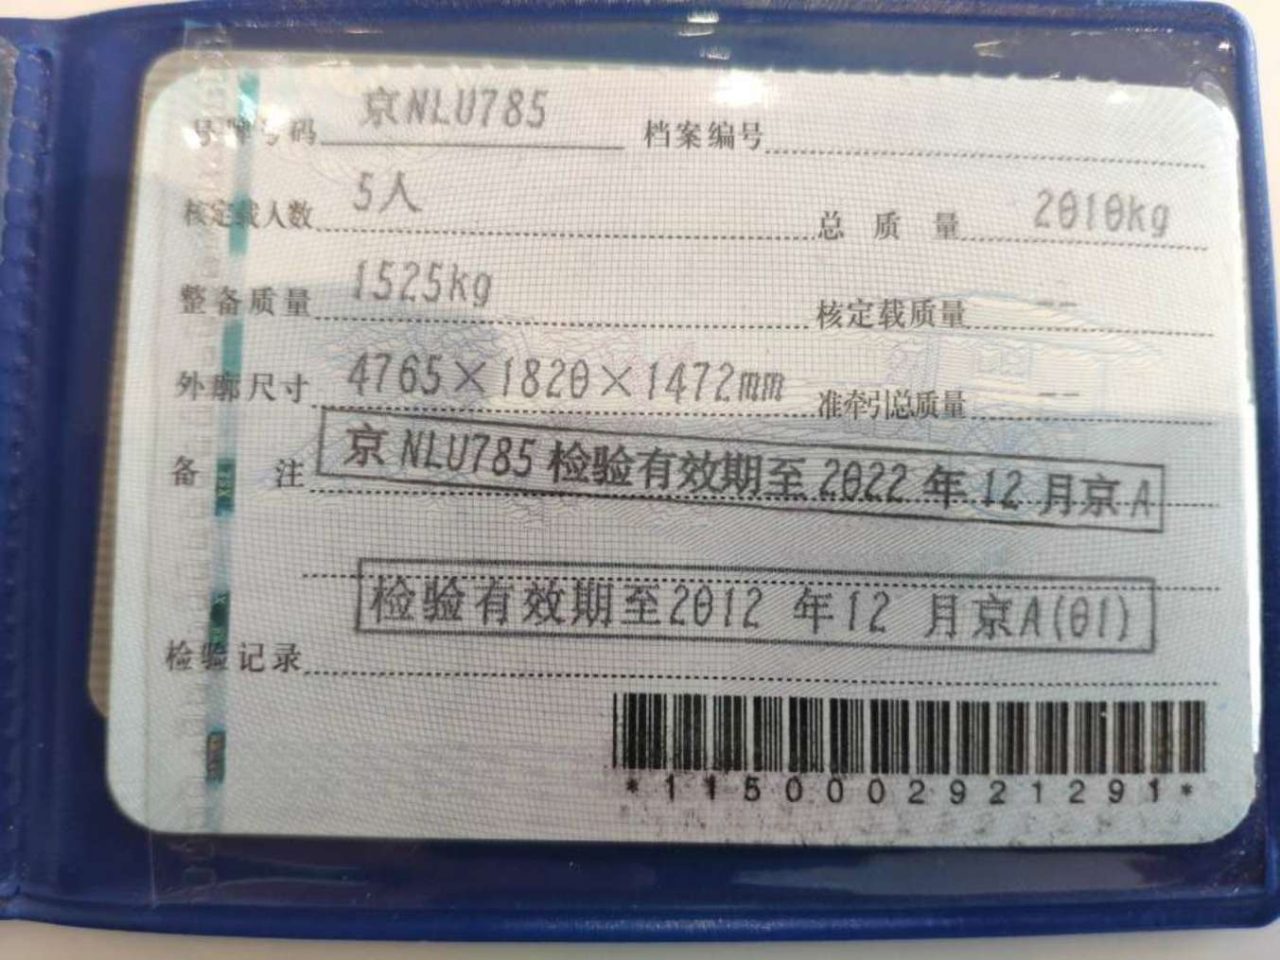 号牌号码 京NLU785 档案编号
核定载人数 5人 总质量 2010kg
整备质量 1525kg 核定载质量 --
外廓尺寸 4765×1820×1472mm 准牵引总质量 --
备注 京NLU785检验有效期至2022年12月京A
检验有效期至2012年12月京A(01)
检验记录
*1150002921291*